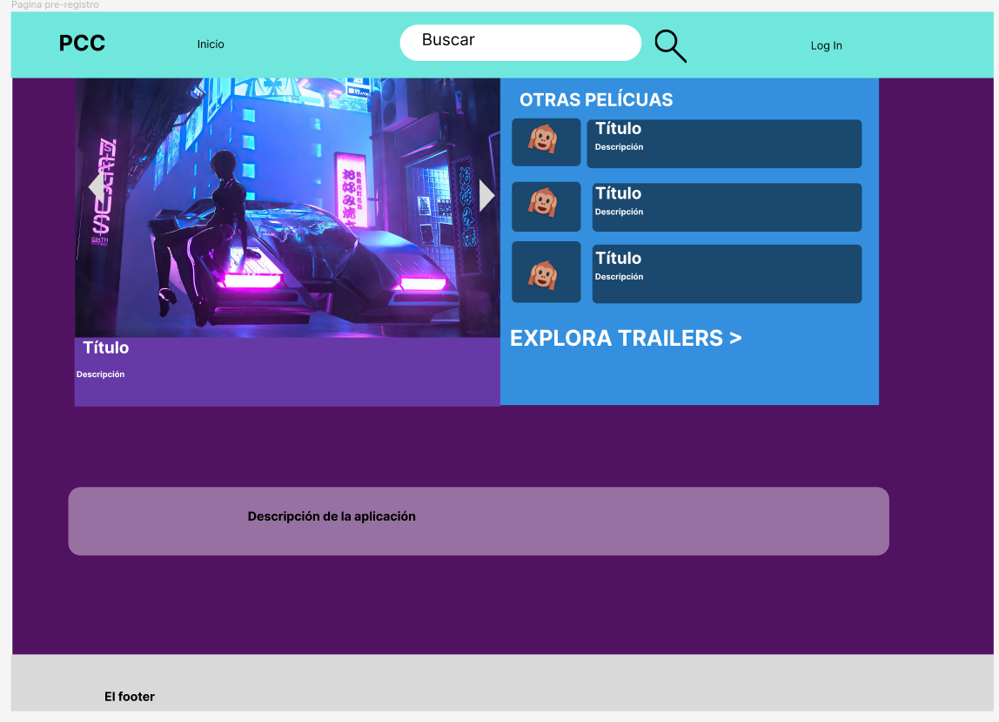 Pagina pre-registro
PCC
Inicio
Buscar
Log In
OTRAS PELÍCUAS
Título
Descripción
Título
Descripción
Título
Descripción
EXPLORA TRAILERS >
Título
Descripción
Descripción de la aplicación
El footer